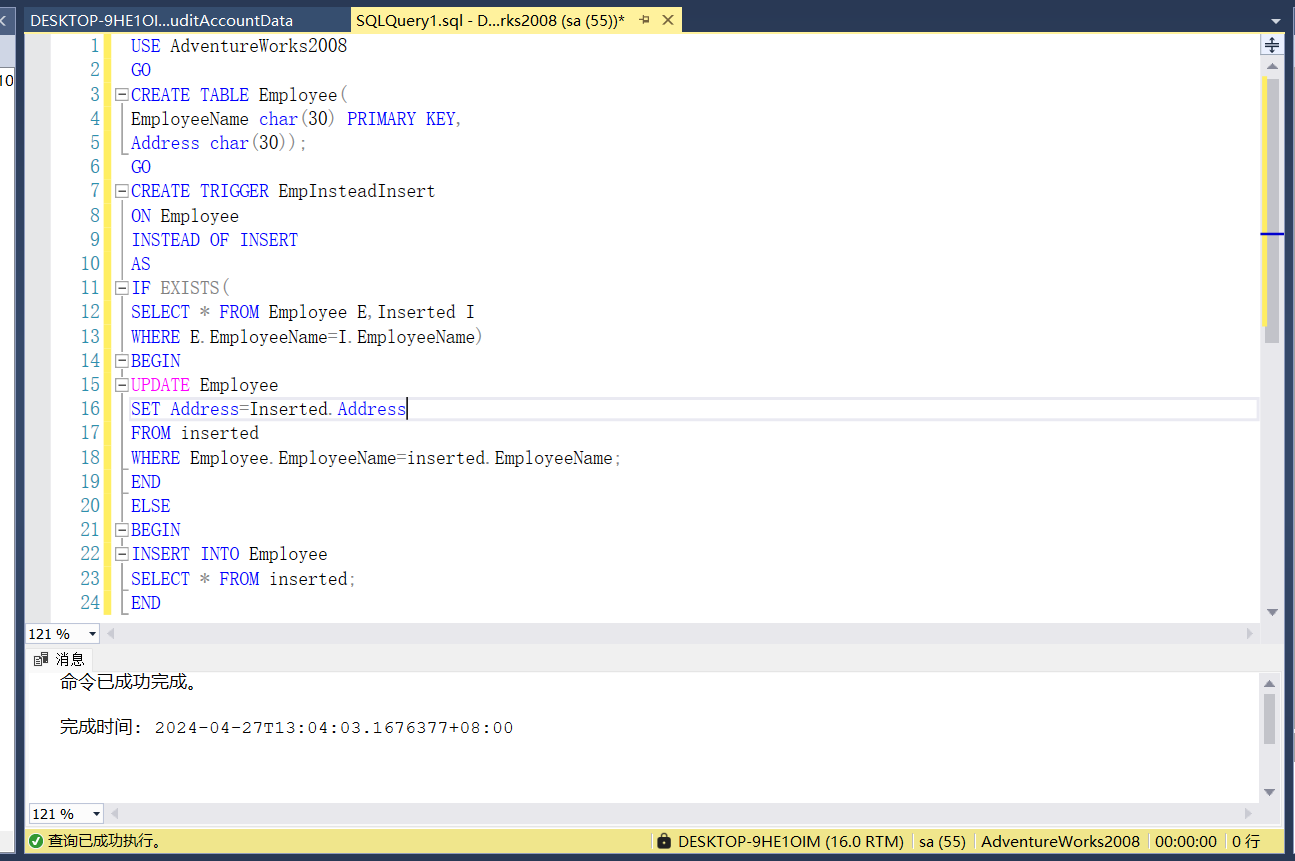 DESKTOP-9HE1OI...uditAccountData
SQLQuery1.sql - D...rks2008 (sa (55))*
10
1 USE AdventureWorks2008
2 GO
3 CREATE TABLE Employee(
4 EmployeeName char(30) PRIMARY KEY,
5 Address char(30));
6 GO
7 CREATE TRIGGER EmpInsteadInsert
8 ON Employee
9 INSTEAD OF INSERT
10 AS
11 IF EXISTS(
12 SELECT * FROM Employee E,Inserted I
13 WHERE E.EmployeeName=I.EmployeeName)
14 BEGIN
15 UPDATE Employee
16 SET Address=Inserted.Address
17 FROM inserted
18 WHERE Employee.EmployeeName=inserted.EmployeeName;
19 END
20 ELSE
21 BEGIN
22 INSERT INTO Employee
23 SELECT * FROM inserted;
24 END
121 %
消息
命令已成功完成。
完成时间: 2024-04-27T13:04:03.1676377+08:00
121 %
查询已成功执行。 DESKTOP-9HE1OIM (16.0 RTM) sa (55) AdventureWorks2008 00:00:00 0 行